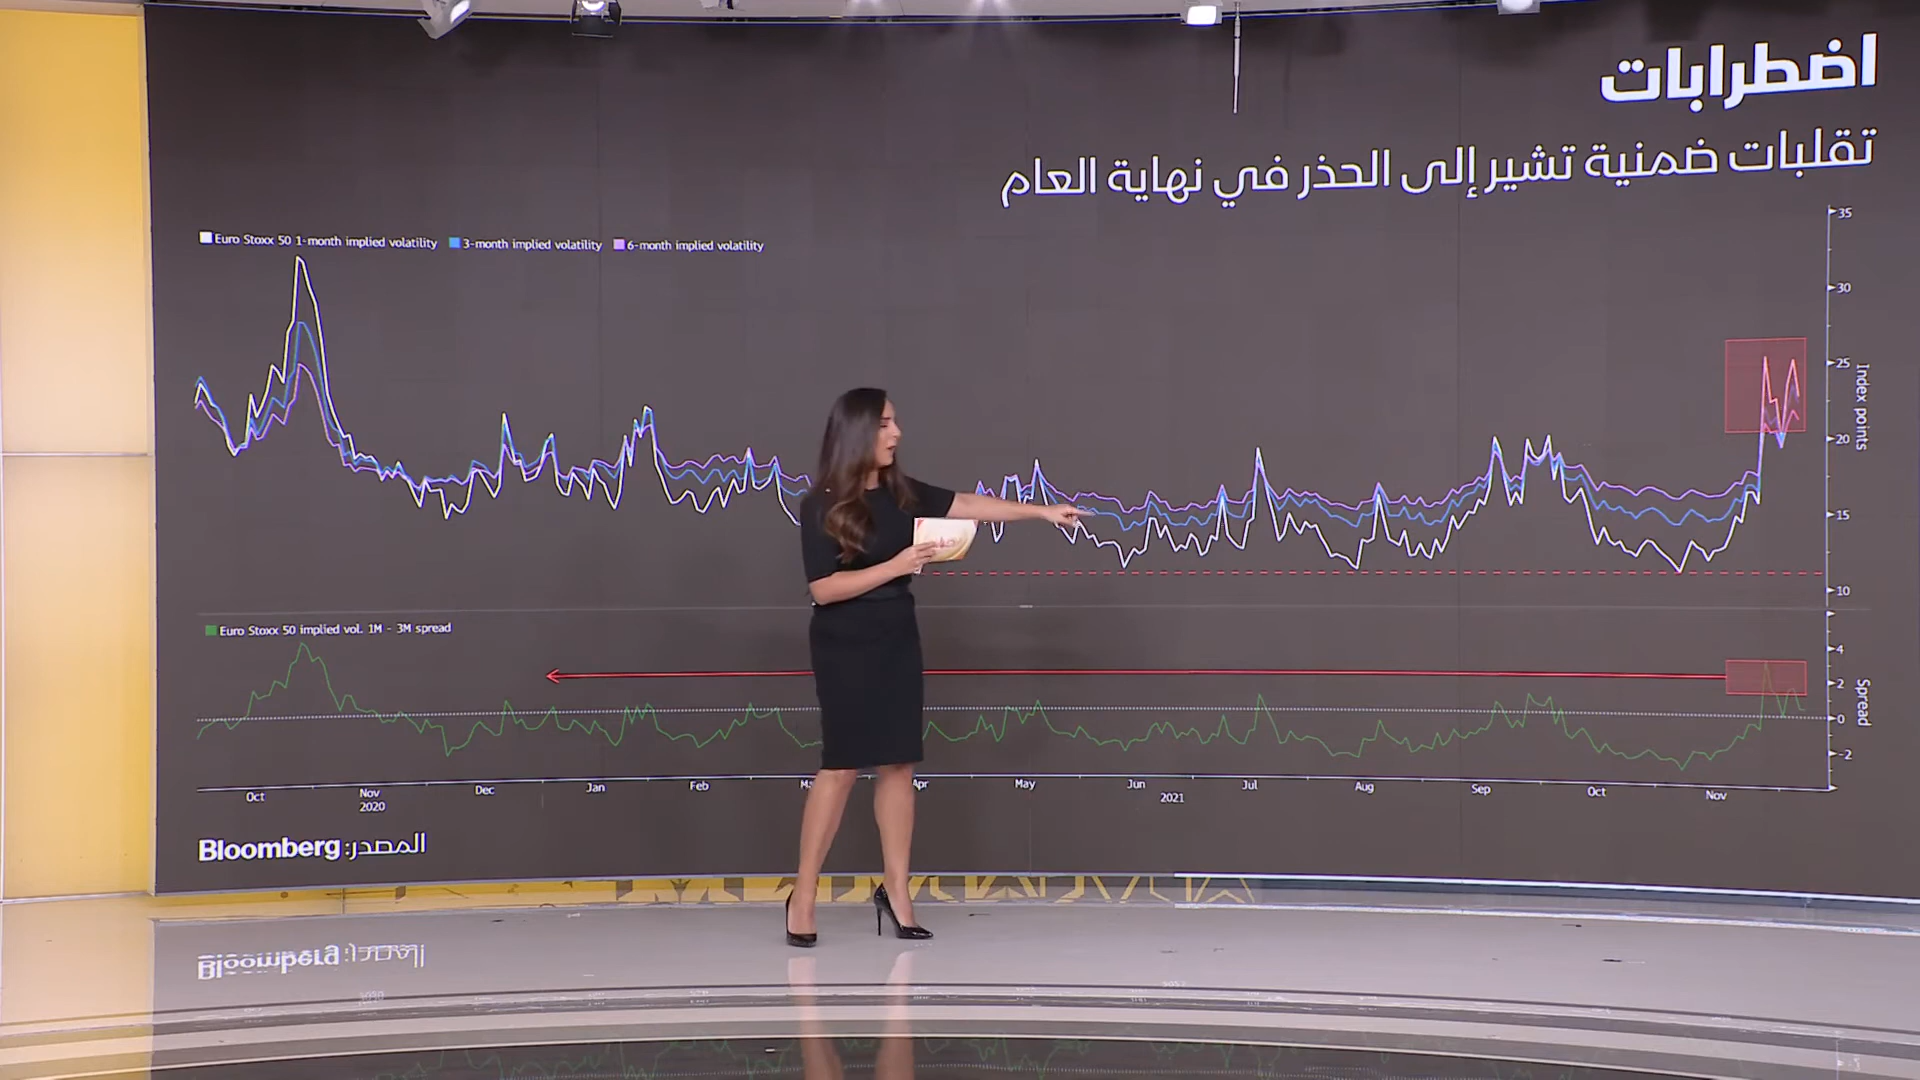 اضطرابات
تقلبات ضمنية تشير إلى الحذر في نهاية العام
Euro Stoxx 50 1-month implied volatility 3-month implied volatility 6-month implied volatility
35
30
25
20
15
10
Index points
Euro Stoxx 50 implied vol. 1M - 3M spread
4
2
0
-2
Spread
Oct Nov Dec Jan Feb Apr May Jun Jul Aug Sep Oct Nov
2020 2021
المصدر: Bloomberg